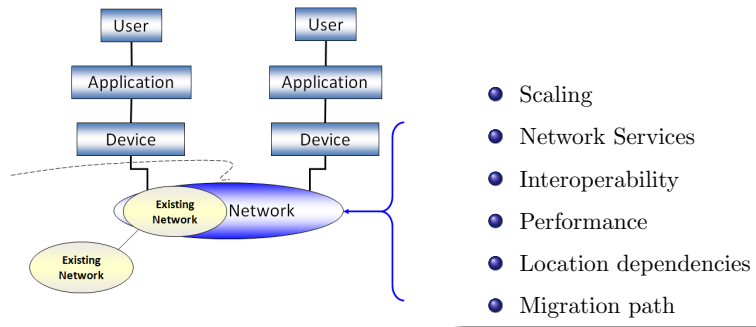 User
User
Application
Application
Device
Device
Existing
Network
Network
Existing
Network
Scaling
Network Services
Interoperability
Performance
Location dependencies
Migration path